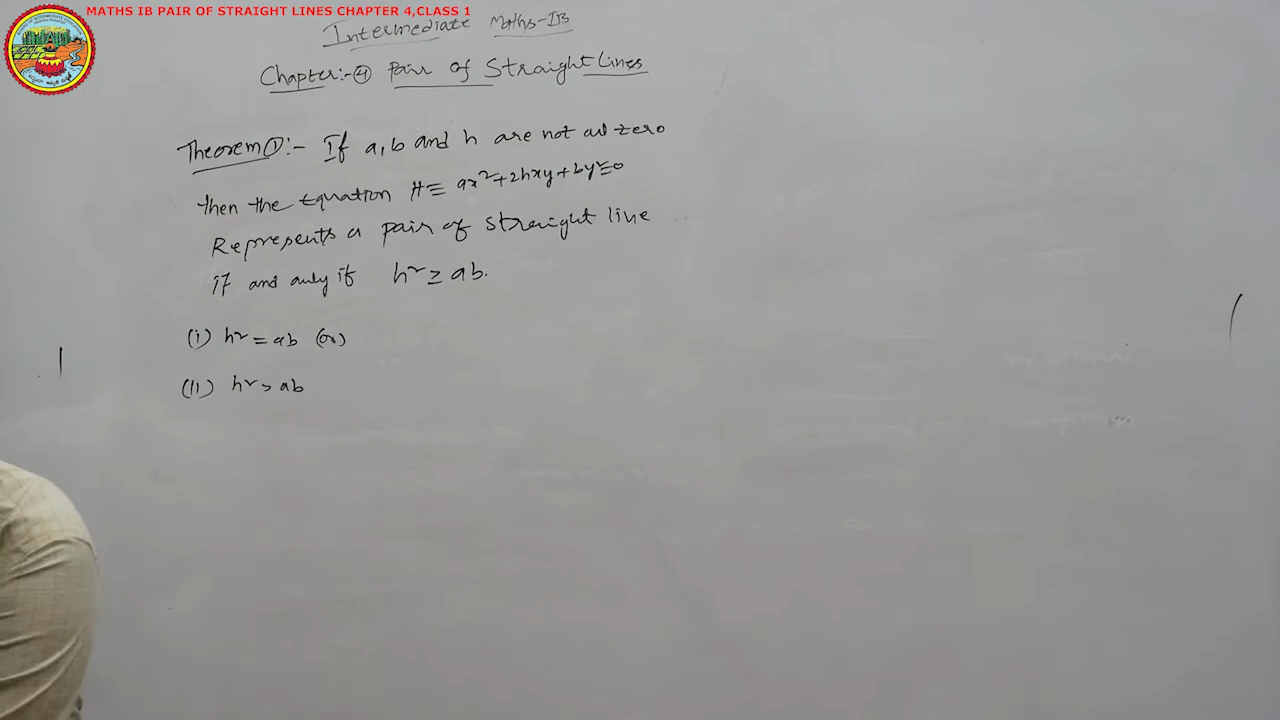 MATHS IB PAIR OF STRAIGHT LINES CHAPTER 4,CLASS 1
Intermediate Maths-IB
Chapter:-④ Pair of Straight Lines
Theorem①:- If a,b and h are not all zero
then the Equation H≡ ax²+2hxy+by²=0
Represents a pair of straight line
if and only if h² ≥ ab.
(i) h² = ab (or)
(ii) h² > ab